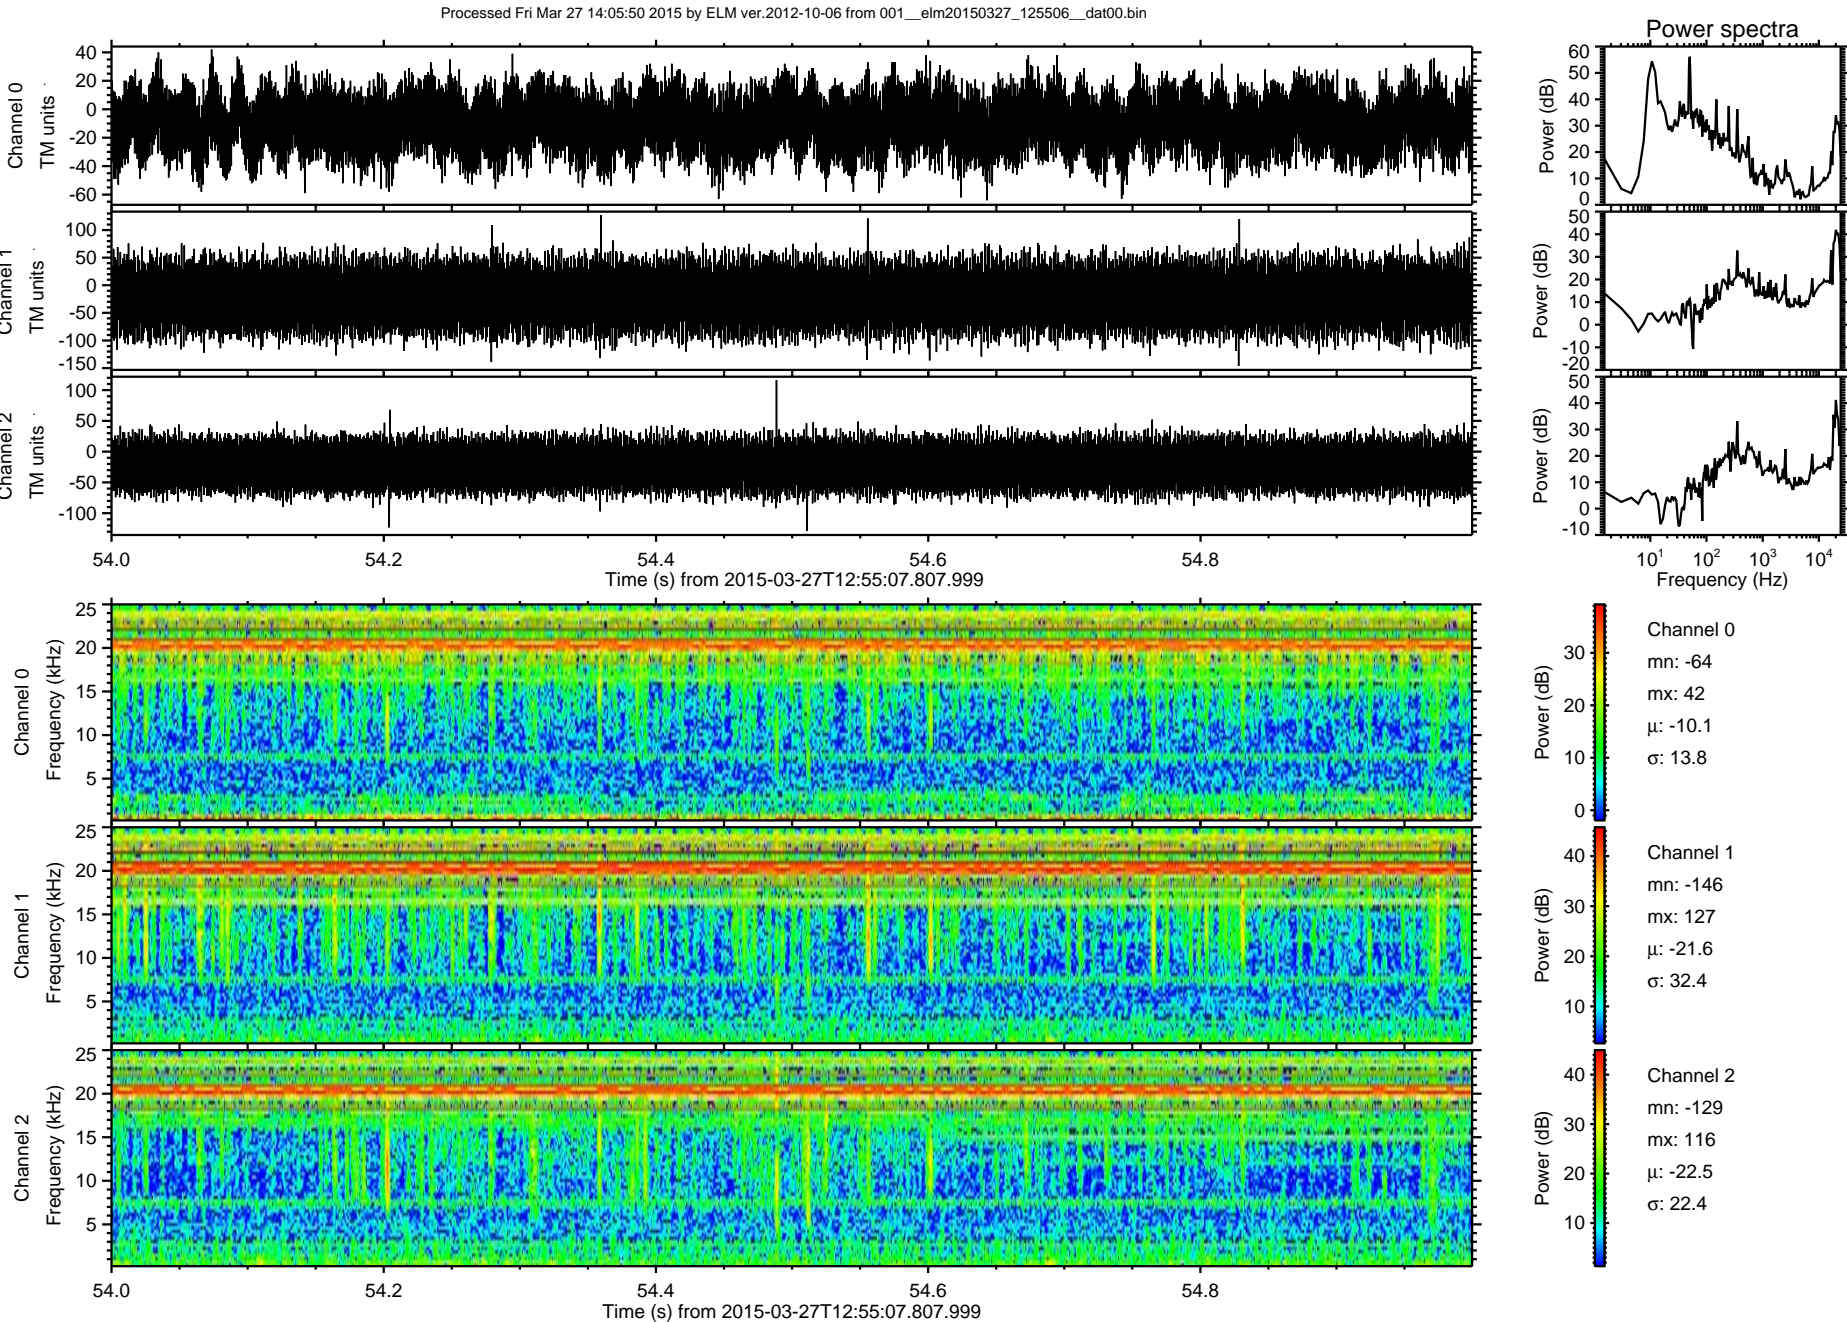 Processed Fri Mar 27 14:05:50 2015 by ELM ver.2012-10-06 from 001__elm20150327_125506__dat00.bin
Power spectra
Channel 0
TM units
40
20
0
-20
-40
-60
Power (dB)
60
50
40
30
20
10
0
Channel 1
TM units
100
50
0
-50
-100
-150
Power (dB)
50
40
30
20
10
0
-10
-20
Channel 2
TM units
100
50
0
-50
-100
Power (dB)
50
40
30
20
10
0
-10
54.0 54.2 54.4 54.6 54.8
Time (s) from 2015-03-27T12:55:07.807.999
10^1 10^2 10^3 10^4
Frequency (Hz)
Channel 0
Frequency (kHz)
25
20
15
10
5
Power (dB)
30
20
10
0
Channel 0
mn: -64
mx: 42
μ: -10.1
σ: 13.8
Channel 1
Frequency (kHz)
25
20
15
10
5
Power (dB)
40
30
20
10
Channel 1
mn: -146
mx: 127
μ: -21.6
σ: 32.4
Channel 2
Frequency (kHz)
25
20
15
10
5
Power (dB)
40
30
20
10
Channel 2
mn: -129
mx: 116
μ: -22.5
σ: 22.4
54.0 54.2 54.4 54.6 54.8
Time (s) from 2015-03-27T12:55:07.807.999